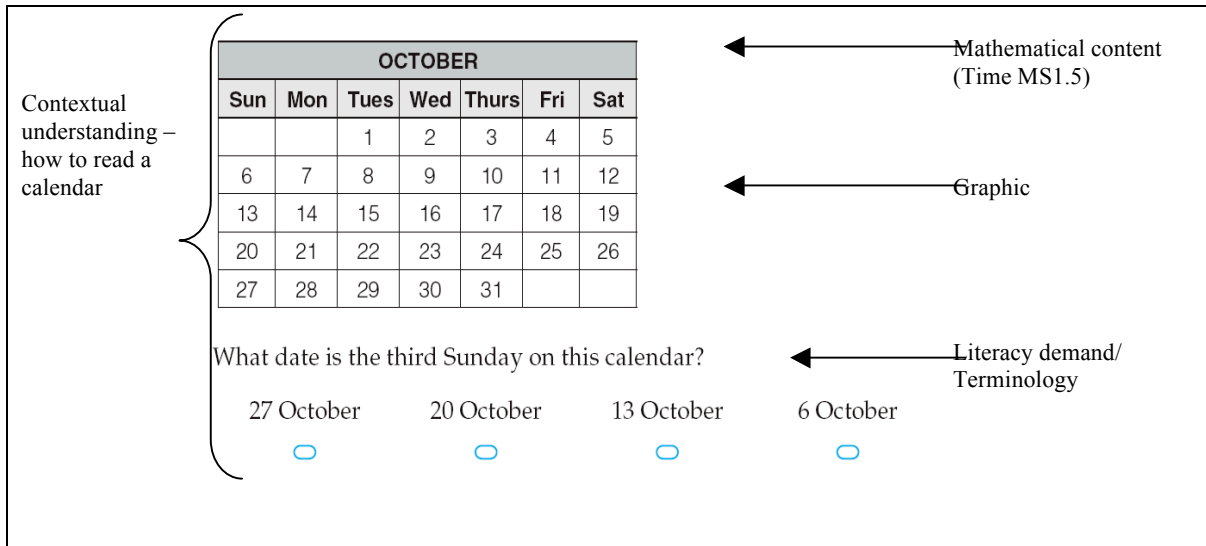 Contextual
understanding –
how to read a
calendar
OCTOBER
Sun Mon Tues Wed Thurs Fri Sat
1 2 3 4 5
6 7 8 9 10 11 12
13 14 15 16 17 18 19
20 21 22 23 24 25 26
27 28 29 30 31
What date is the third Sunday on this calendar?
27 October 20 October 13 October 6 October
Mathematical content
(Time MS1.5)
Graphic
Literacy demand/
Terminology